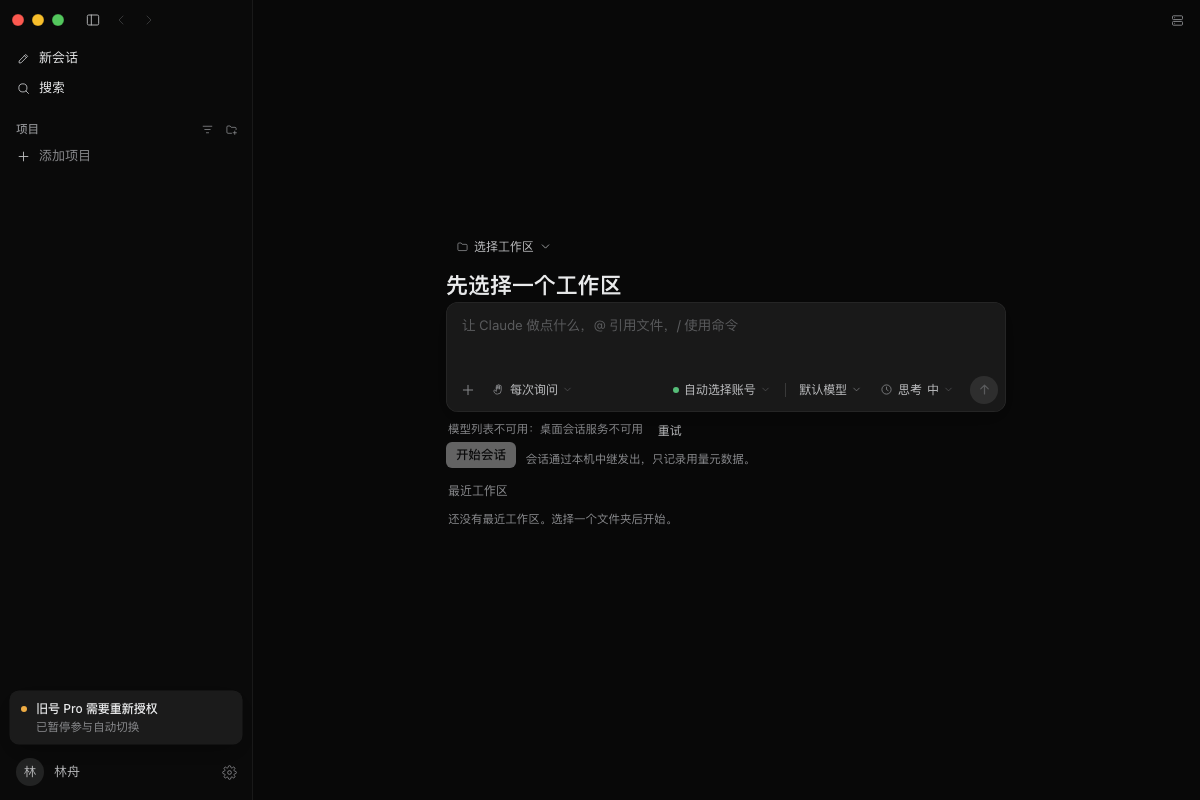 新会话
搜索
项目
添加项目
选择工作区
先选择一个工作区
让 Claude 做点什么，@ 引用文件，/ 使用命令
每次询问
自动选择账号
默认模型
思考 中
模型列表不可用：桌面会话服务不可用
重试
开始会话
会话通过本机中继发出，只记录用量元数据。
最近工作区
还没有最近工作区。选择一个文件夹后开始。
旧号 Pro 需要重新授权
已暂停参与自动切换
林
林舟